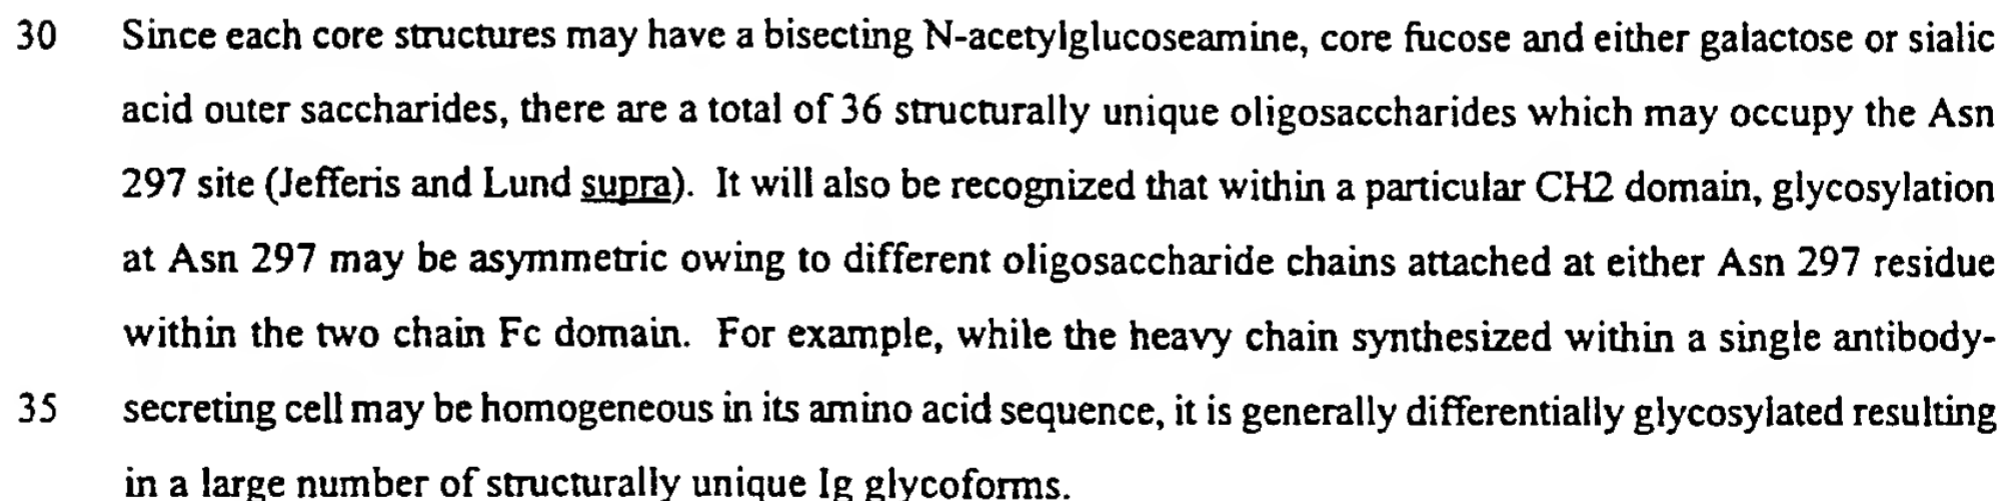 30 Since each core structures may have a bisecting N-acetylglucoseamine, core fucose and either galactose or sialic
acid outer saccharides, there are a total of 36 structurally unique oligosaccharides which may occupy the Asn
297 site (Jefferis and Lund supra). It will also be recognized that within a particular CH2 domain, glycosylation
at Asn 297 may be asymmetric owing to different oligosaccharide chains attached at either Asn 297 residue
within the two chain Fc domain. For example, while the heavy chain synthesized within a single antibody-
35 secreting cell may be homogeneous in its amino acid sequence, it is generally differentially glycosylated resulting
in a large number of structurally unique Ig glycoforms.